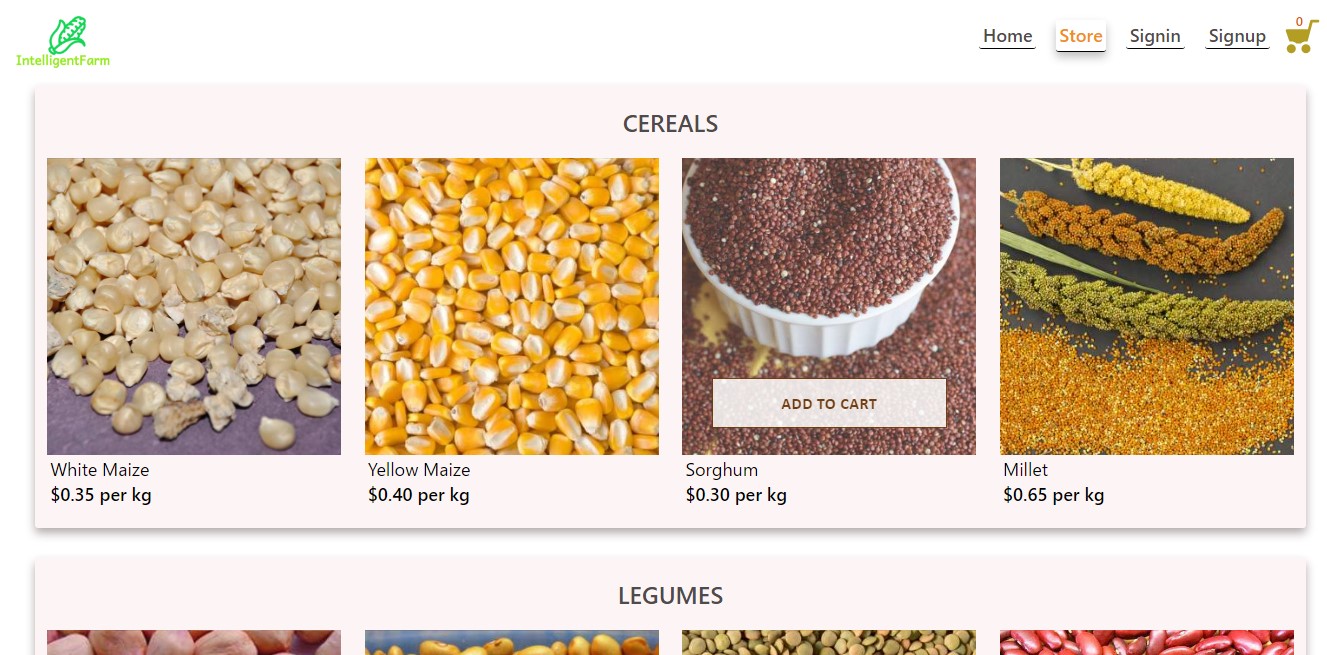 IntelligentFarm
Home
Store
Signin
Signup
0
CEREALS
ADD TO CART
White Maize
$0.35 per kg
Yellow Maize
$0.40 per kg
Sorghum
$0.30 per kg
Millet
$0.65 per kg
LEGUMES